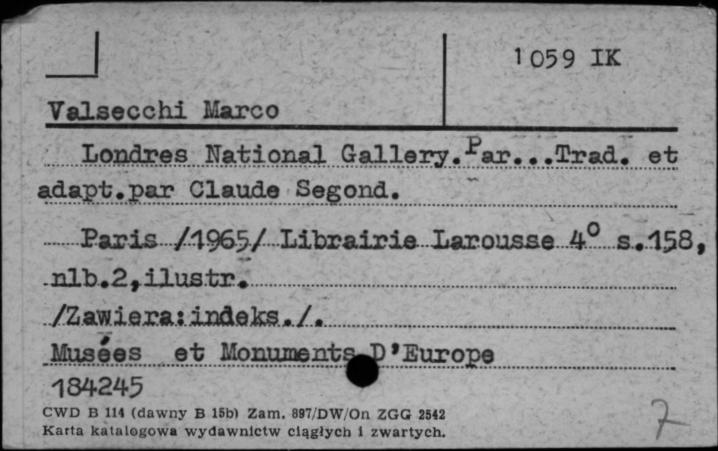 1059 IK
Valsecchi Marco
Londres National Gallery. Par...Trad. et
adapt.par Claude Segond.
Paris /1965/ Librairie Larousse 4° s.158,
nlb.2,ilustr.
/Zawiera:indeks./.
Musées et Monuments D'Europe
184245
CWD B 114 (dawny B 15b) Zam. 897/DW/On ZGG 2542
Karta katalogowa wydawnictw ciągłych i zwartych.
7